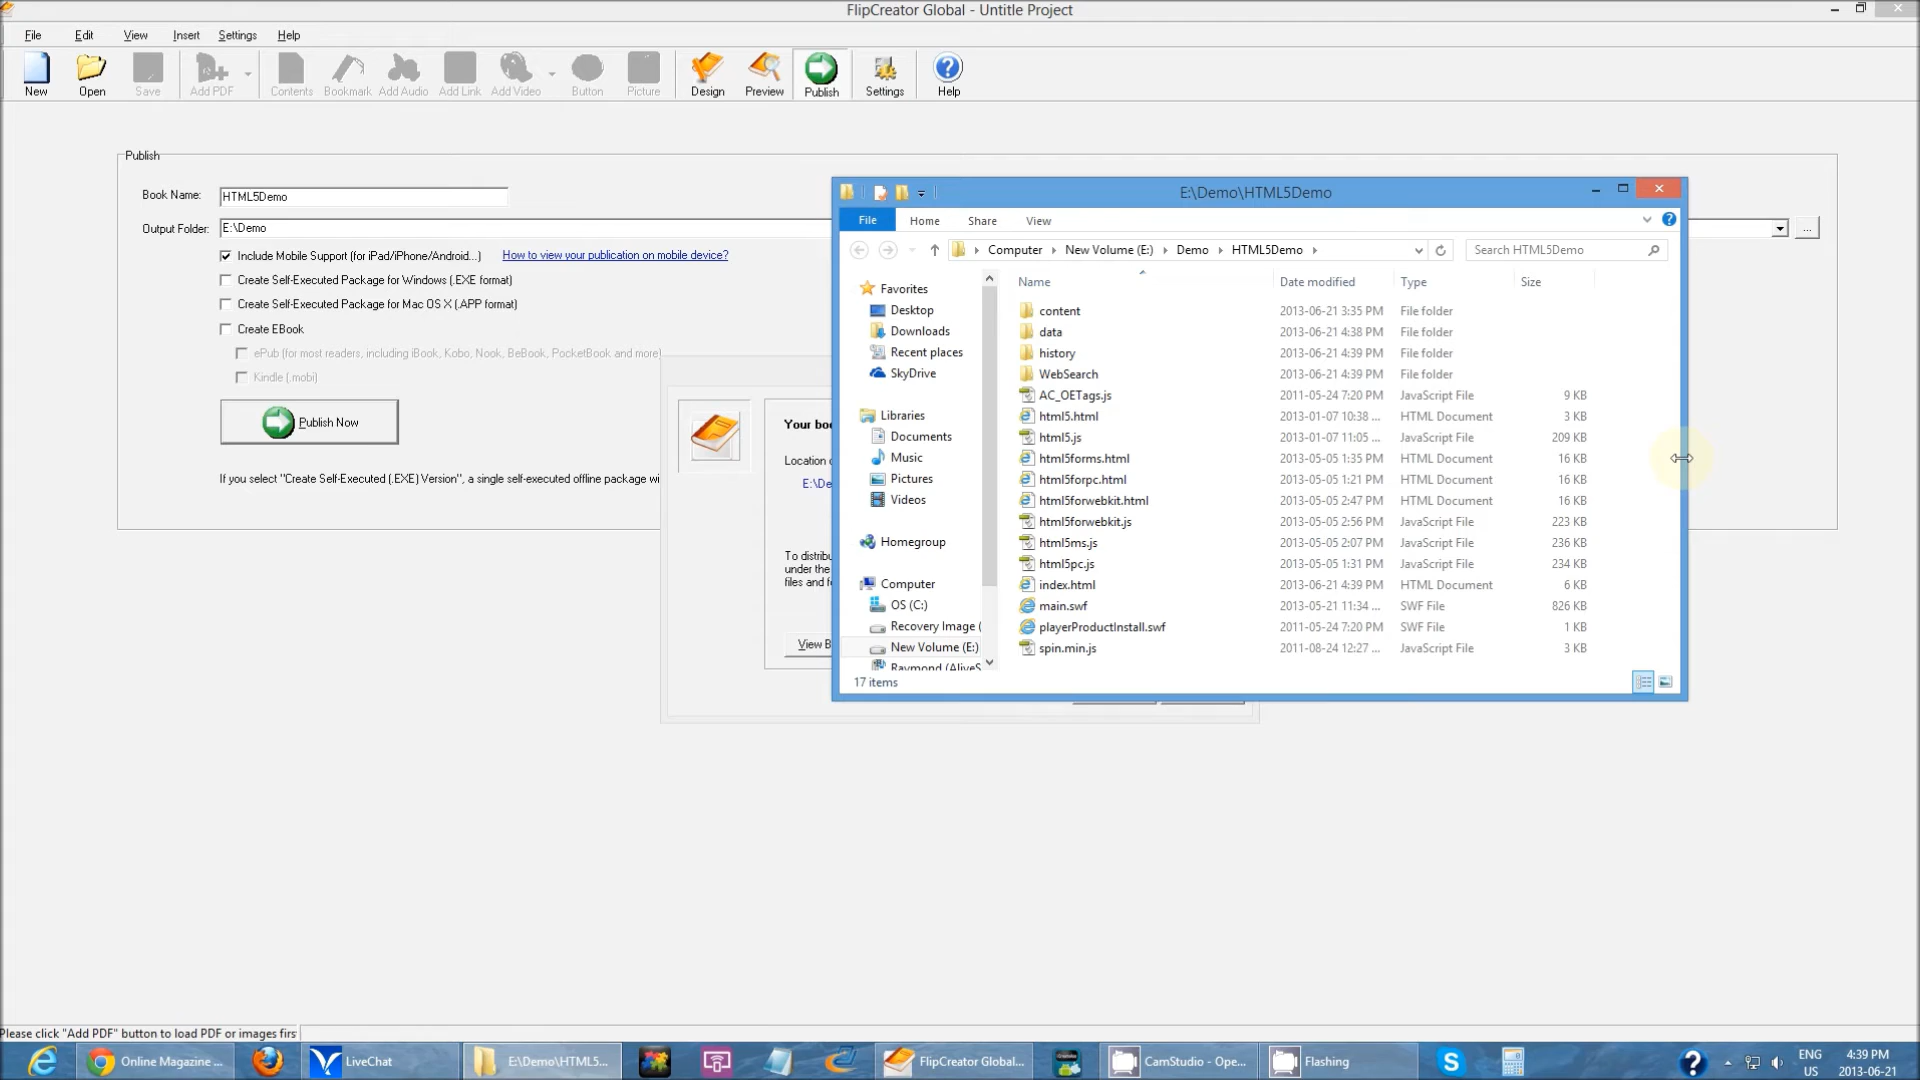 FlipCreator Global - Untitle Project
File Edit View Insert Settings Help
New Open Save Add PDF Contents Bookmark Add Audio Add Link Add Video Button Picture Design Preview Publish Settings Help
Publish
Book Name: HTML5Demo
Output Folder: E:\Demo
...
Include Mobile Support (for iPad/iPhone/Android...) How to view your publication on mobile device?
Create Self-Executed Package for Windows (.EXE format)
Create Self-Executed Package for Mac OS X (.APP format)
Create EBook
ePub (for most readers, including iBook, Kobo, Nook, BeBook, PocketBook and more)
Kindle (.mobi)
Publish Now
If you select "Create Self-Executed (.EXE) Version", a single self-executed offline package wi
Your boo
Location o
E:\De
To distribu
under the
files and f
View B
E:\Demo\HTML5Demo
File Home Share View
Computer New Volume (E:) Demo HTML5Demo
Search HTML5Demo
Favorites
Desktop
Downloads
Recent places
SkyDrive
Libraries
Documents
Music
Pictures
Videos
Homegroup
Computer
OS (C:)
Recovery Image (
New Volume (E:)
Raymond (AliveS
Name Date modified Type Size
content 2013-06-21 3:35 PM File folder
data 2013-06-21 4:38 PM File folder
history 2013-06-21 4:39 PM File folder
WebSearch 2013-06-21 4:39 PM File folder
AC_OETags.js 2011-05-24 7:20 PM JavaScript File 9 KB
html5.html 2013-01-07 10:38 ... HTML Document 3 KB
html5.js 2013-01-07 11:05 ... JavaScript File 209 KB
html5forms.html 2013-05-05 1:35 PM HTML Document 16 KB
html5forpc.html 2013-05-05 1:21 PM HTML Document 16 KB
html5forwebkit.html 2013-05-05 2:47 PM HTML Document 16 KB
html5forwebkit.js 2013-05-05 2:56 PM JavaScript File 223 KB
html5ms.js 2013-05-05 2:07 PM JavaScript File 236 KB
html5pc.js 2013-05-05 1:31 PM JavaScript File 234 KB
index.html 2013-06-21 4:39 PM HTML Document 6 KB
main.swf 2013-05-21 11:34 ... SWF File 826 KB
playerProductInstall.swf 2011-05-24 7:20 PM SWF File 1 KB
spin.min.js 2011-08-24 12:27 ... JavaScript File 3 KB
17 items
Please click "Add PDF" button to load PDF or images firs
Online Magazine ... LiveChat E:\Demo\HTML5... FlipCreator Global... CamStudio - Ope... Flashing
ENG 4:39 PM
US 2013-06-21